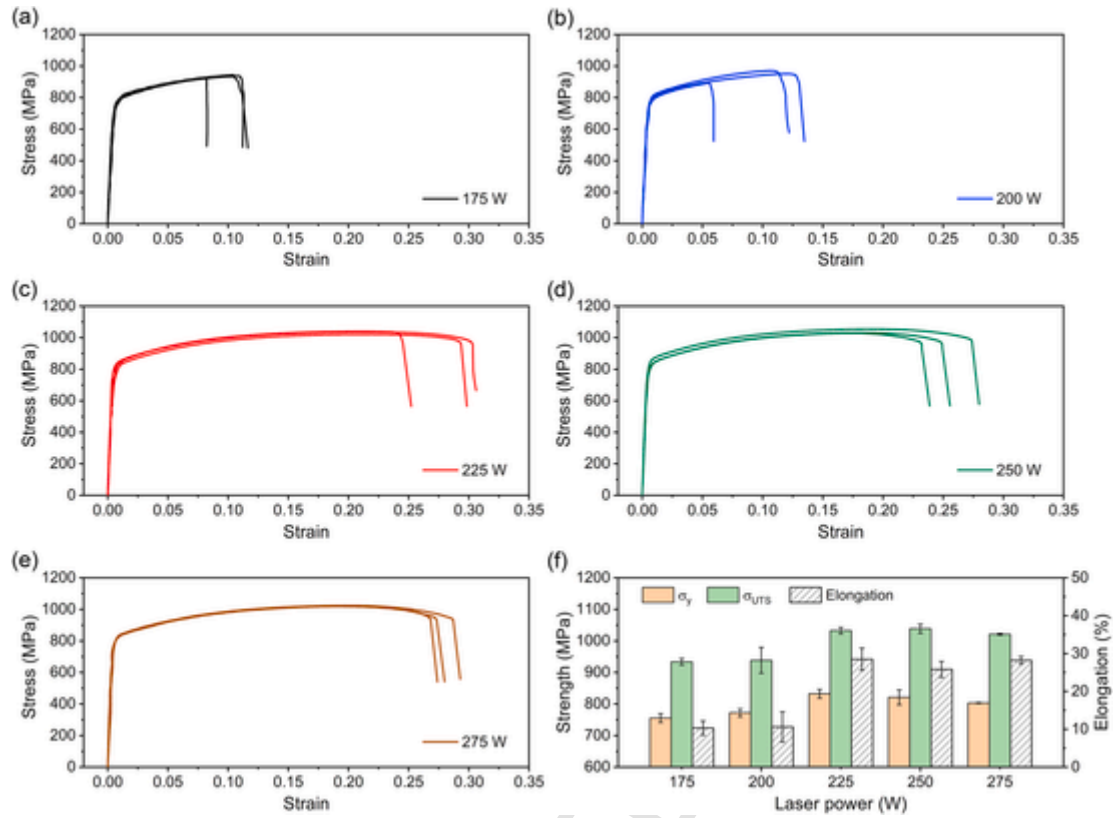 (a)
1200
1000
800
600
400
200
0
Stress (MPa)
175 W
0.00 0.05 0.10 0.15 0.20 0.25 0.30 0.35
Strain
(b)
1200
1000
800
600
400
200
0
Stress (MPa)
200 W
0.00 0.05 0.10 0.15 0.20 0.25 0.30 0.35
Strain
(c)
1200
1000
800
600
400
200
0
Stress (MPa)
225 W
0.00 0.05 0.10 0.15 0.20 0.25 0.30 0.35
Strain
(d)
1200
1000
800
600
400
200
0
Stress (MPa)
250 W
0.00 0.05 0.10 0.15 0.20 0.25 0.30 0.35
Strain
(e)
1200
1000
800
600
400
200
0
Stress (MPa)
275 W
0.00 0.05 0.10 0.15 0.20 0.25 0.30 0.35
Strain
(f)
σy σUTS Elongation
1200
1100
1000
900
800
700
600
Strength (MPa)
50
40
30
20
10
0
Elongation (%)
175 200 225 250 275
Laser power (W)